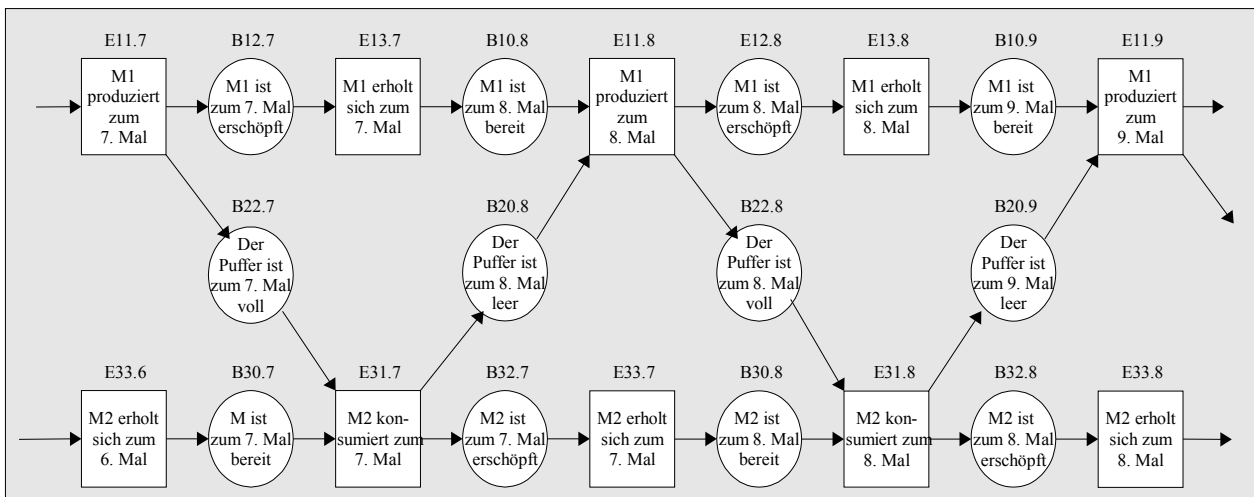 E11.7
B12.7
E13.7
B10.8
E11.8
E12.8
E13.8
B10.9
E11.9
M1
produziert
zum
7. Mal
M1 ist
zum 7. Mal
erschöpft
M1 erholt
sich zum
7. Mal
M1 ist
zum 8. Mal
bereit
M1
produziert
zum
8. Mal
M1 ist
zum 8. Mal
erschöpft
M1 erholt
sich zum
8. Mal
M1 ist
zum 9. Mal
bereit
M1
produziert
zum
9. Mal
B22.7
B20.8
B22.8
B20.9
Der
Puffer ist
zum 7. Mal
voll
Der
Puffer ist
zum 8. Mal
leer
Der
Puffer ist
zum 8. Mal
voll
Der
Puffer ist
zum 9. Mal
leer
E33.6
B30.7
E31.7
B32.7
E33.7
B30.8
E31.8
B32.8
E33.8
M2 erholt
sich zum
6. Mal
M ist
zum 7. Mal
bereit
M2 kon-
sumiert zum
7. Mal
M2 ist
zum 7. Mal
erschöpft
M2 erholt
sich zum
7. Mal
M2 ist
zum 8. Mal
bereit
M2 kon-
sumiert zum
8. Mal
M2 ist
zum 8. Mal
erschöpft
M2 erholt
sich zum
8. Mal